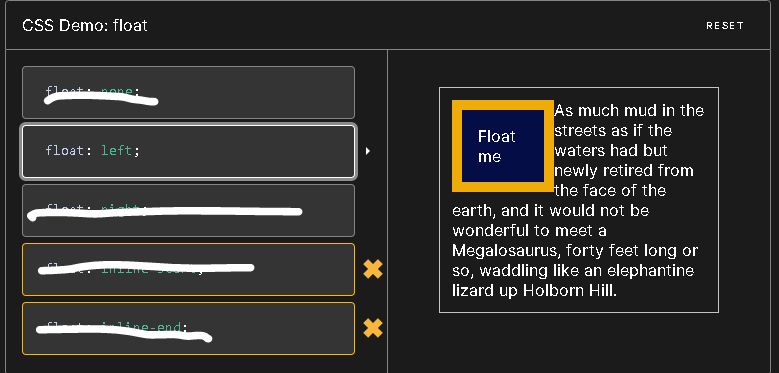 CSS Demo: float
RESET
float: none;
float: left;
float: right;
float: inline-start;
float: inline-end;
Float
me
As much mud in the
streets as if the
waters had but
newly retired from
the face of the
earth, and it would not be
wonderful to meet a
Megalosaurus, forty feet long or
so, waddling like an elephantine
lizard up Holborn Hill.